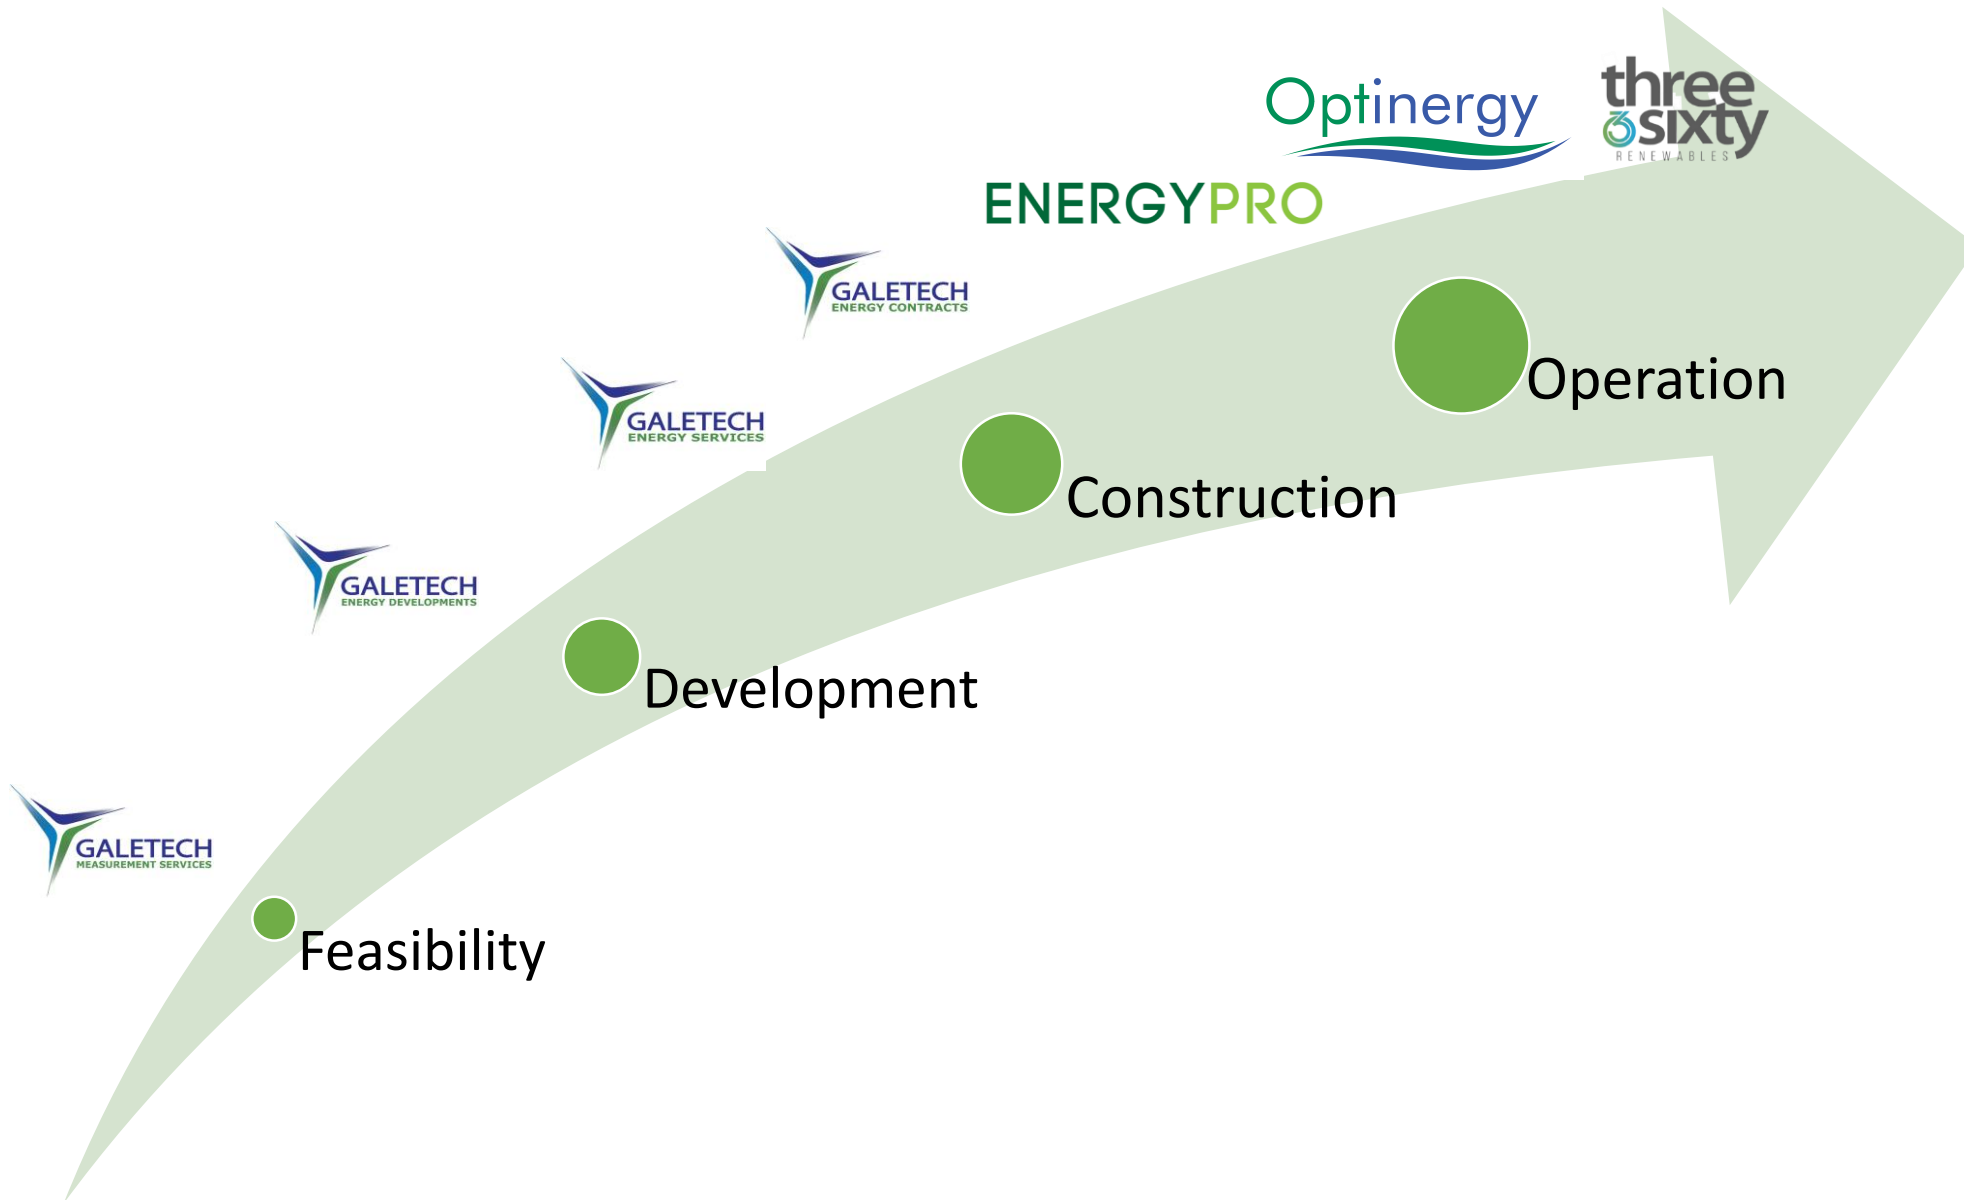 Optinergy
three
3sixty
RENEWABLES
ENERGYPRO
GALETECH
ENERGY CONTRACTS
GALETECH
ENERGY SERVICES
GALETECH
ENERGY DEVELOPMENTS
GALETECH
MEASUREMENT SERVICES
Operation
Construction
Development
Feasibility